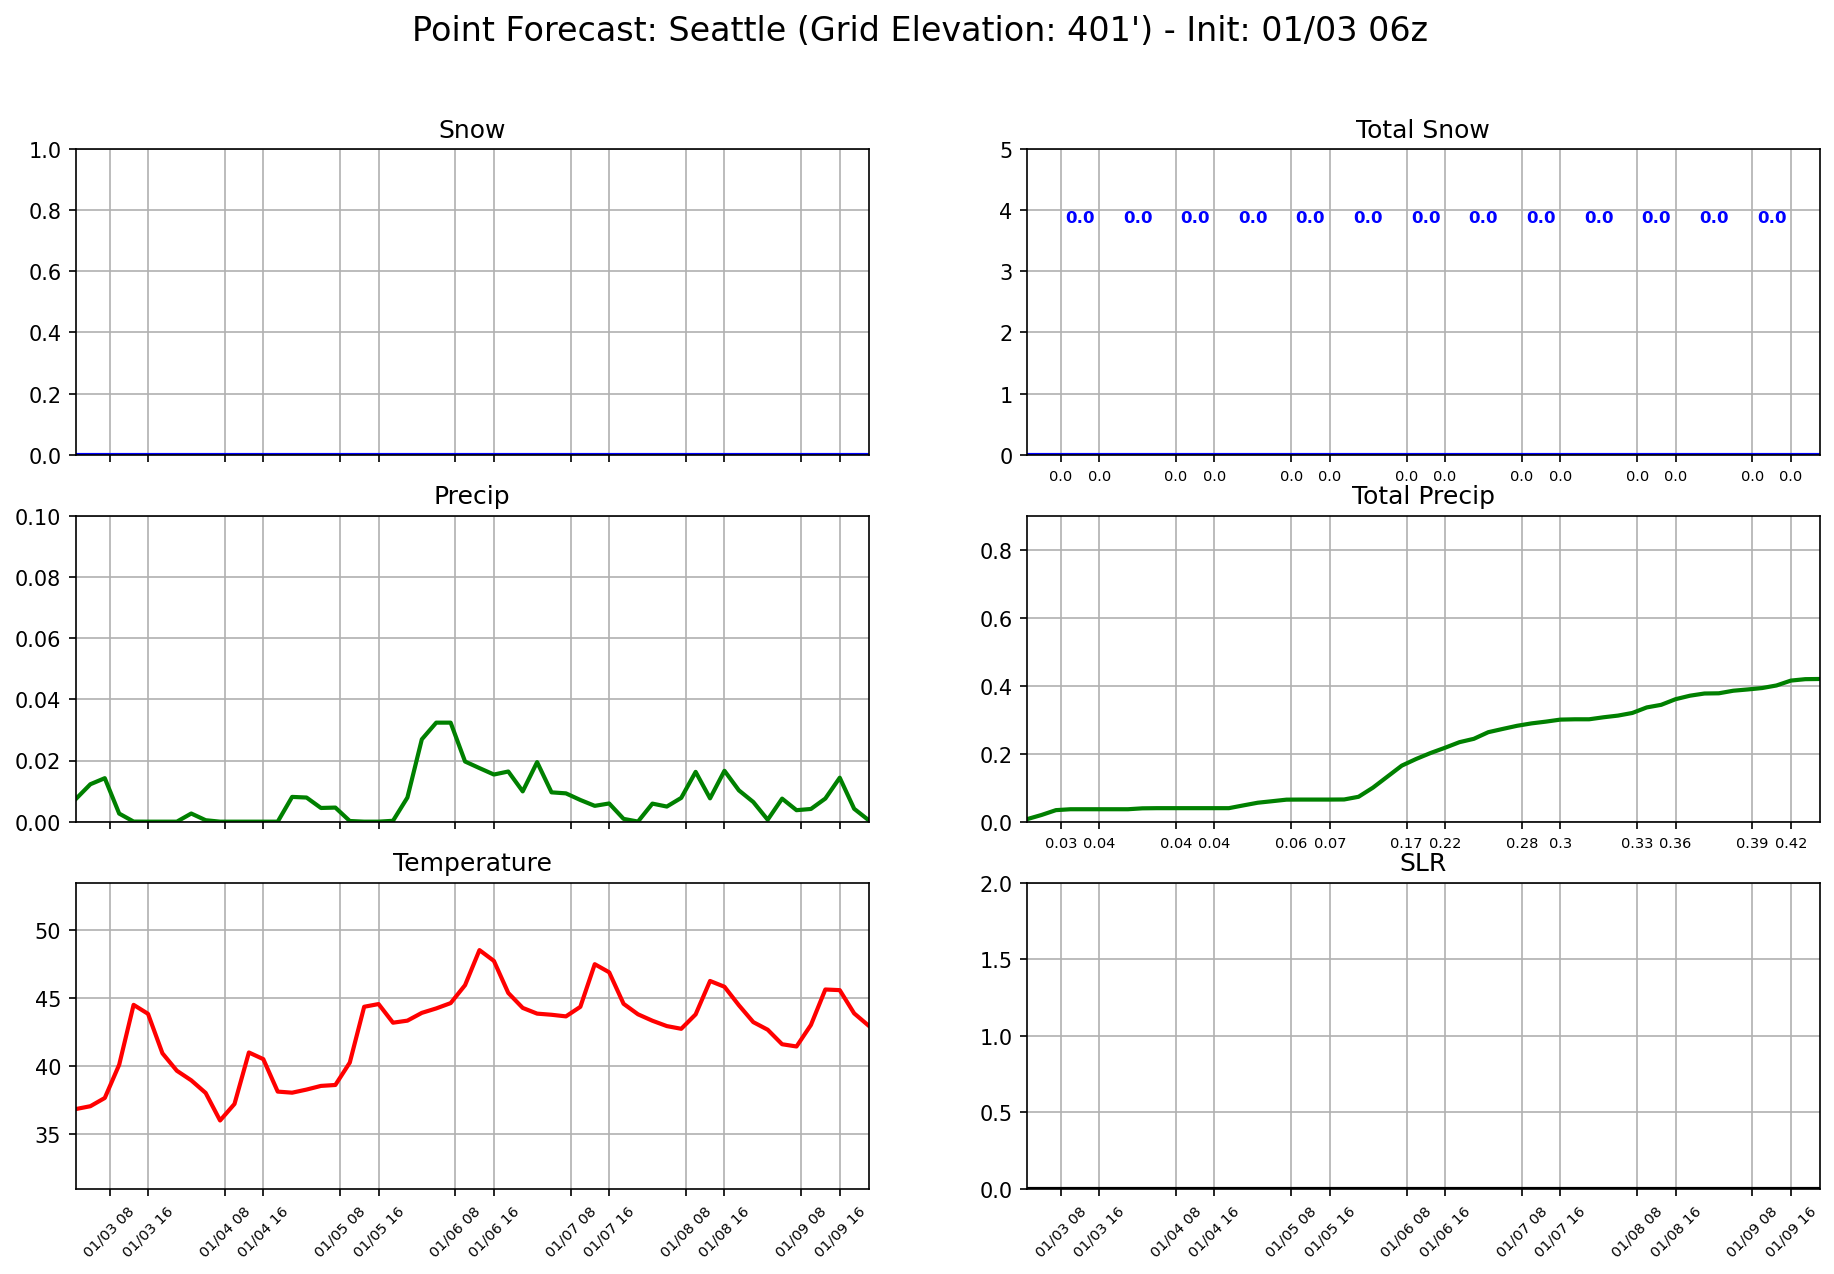 Point Forecast: Seattle (Grid Elevation: 401') - Init: 01/03 06z
Snow
1.0
0.8
0.6
0.4
0.2
0.0
Total Snow
5
4
3
2
1
0
0.0 0.0 0.0 0.0 0.0 0.0 0.0 0.0 0.0 0.0 0.0 0.0 0.0
0.0 0.0 0.0 0.0 0.0 0.0 0.0 0.0 0.0 0.0 0.0 0.0 0.0 0.0
Precip
0.10
0.08
0.06
0.04
0.02
0.00
Total Precip
0.8
0.6
0.4
0.2
0.0
0.03 0.04 0.04 0.04 0.06 0.07 0.17 0.22 0.28 0.3 0.33 0.36 0.39 0.42
Temperature
50
45
40
35
01/03 08 01/03 16 01/04 08 01/04 16 01/05 08 01/05 16 01/06 08 01/06 16 01/07 08 01/07 16 01/08 08 01/08 16 01/09 08 01/09 16
SLR
2.0
1.5
1.0
0.5
0.0
01/03 08 01/03 16 01/04 08 01/04 16 01/05 08 01/05 16 01/06 08 01/06 16 01/07 08 01/07 16 01/08 08 01/08 16 01/09 08 01/09 16